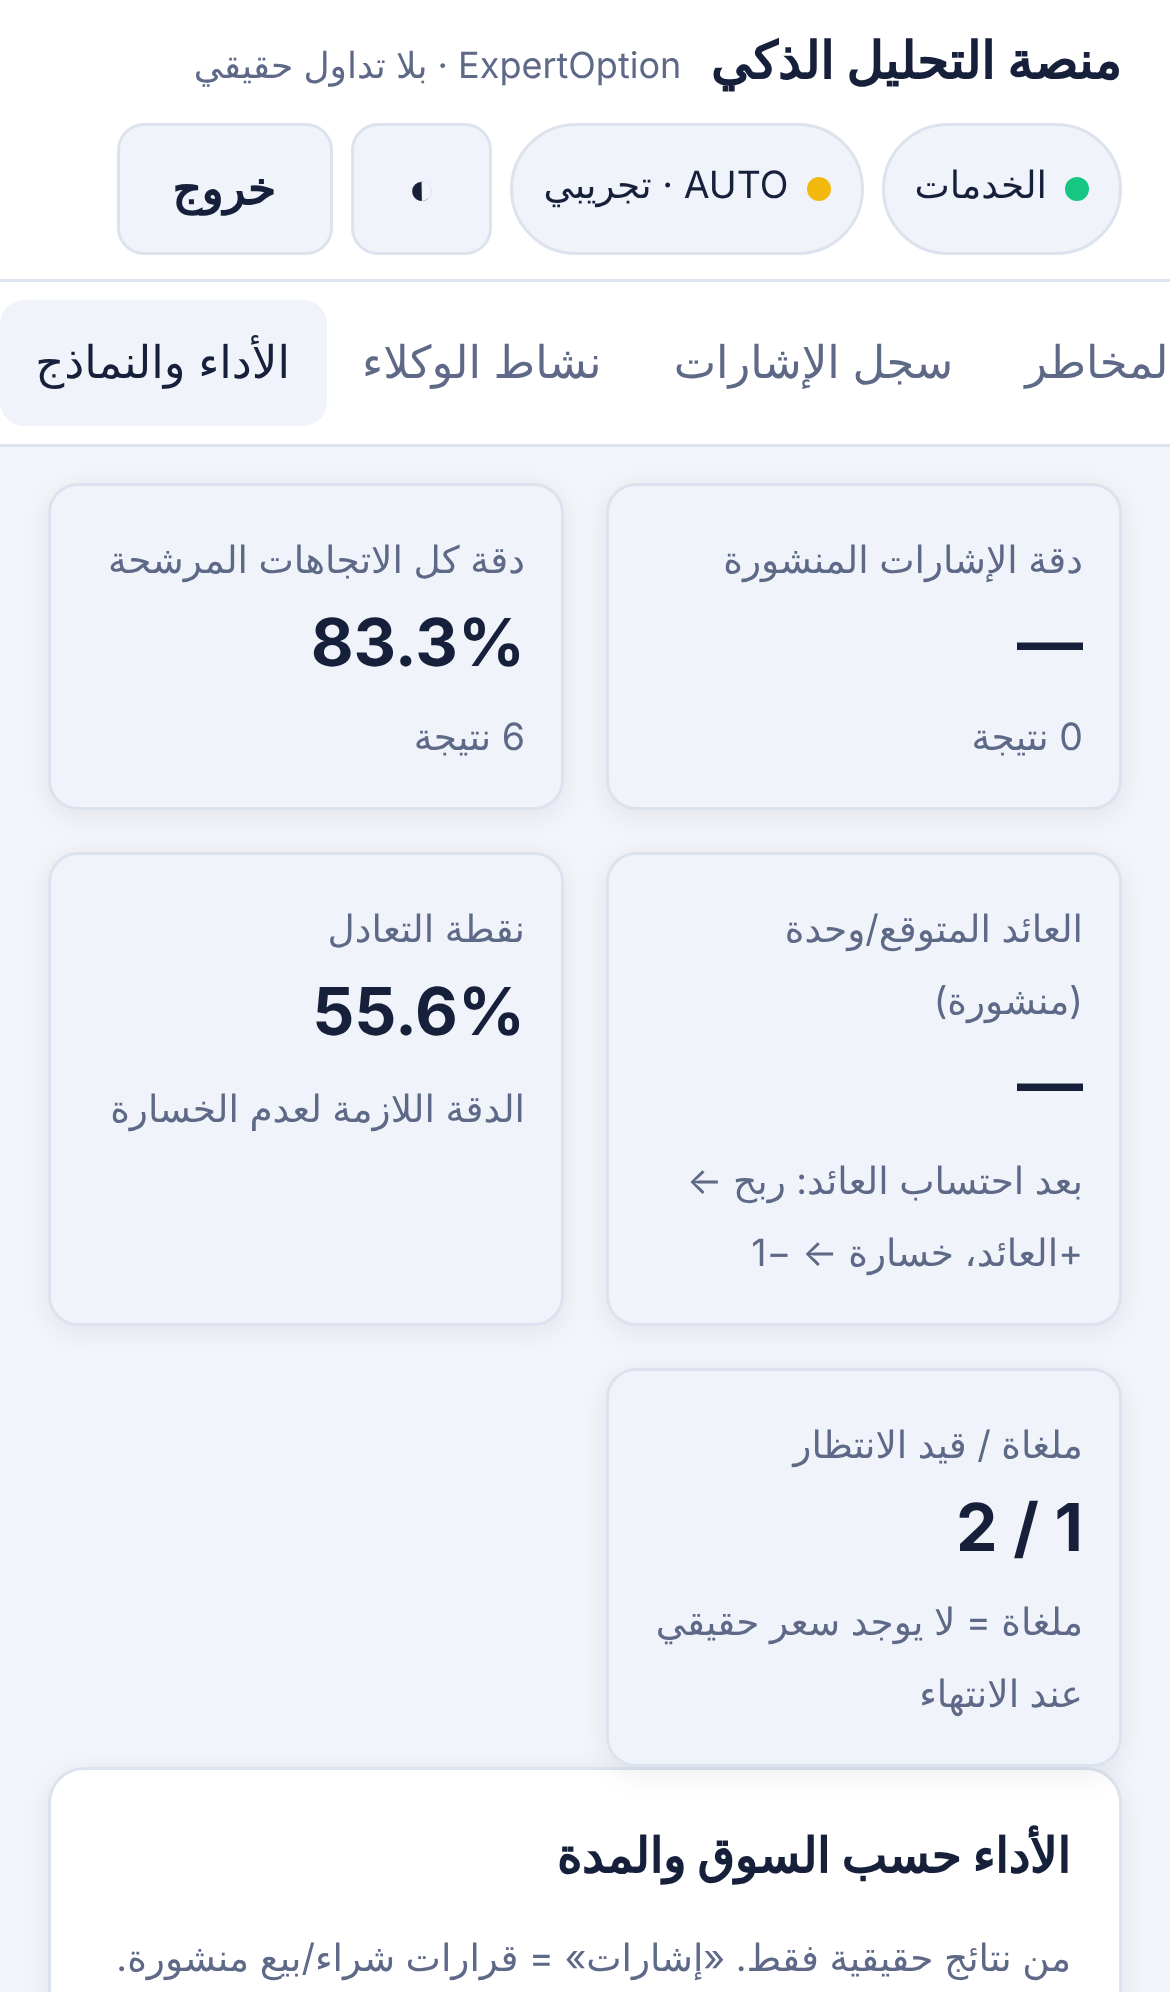 منصة التحليل الذكي ExpertOption · بلا تداول حقيقي
الخدمات
AUTO · تجريبي
خروج
لمخاطر
سجل الإشارات
نشاط الوكلاء
الأداء والنماذج
دقة الإشارات المنشورة
—
0 نتيجة
دقة كل الاتجاهات المرشحة
83.3%
6 نتيجة
العائد المتوقع/وحدة
(منشورة)
—
بعد احتساب العائد: ربح ←
+العائد، خسارة ← −1
نقطة التعادل
55.6%
الدقة اللازمة لعدم الخسارة
ملغاة / قيد الانتظار
1 / 2
ملغاة = لا يوجد سعر حقيقي
عند الانتهاء
الأداء حسب السوق والمدة
من نتائج حقيقية فقط. «إشارات» = قرارات شراء/بيع منشورة.